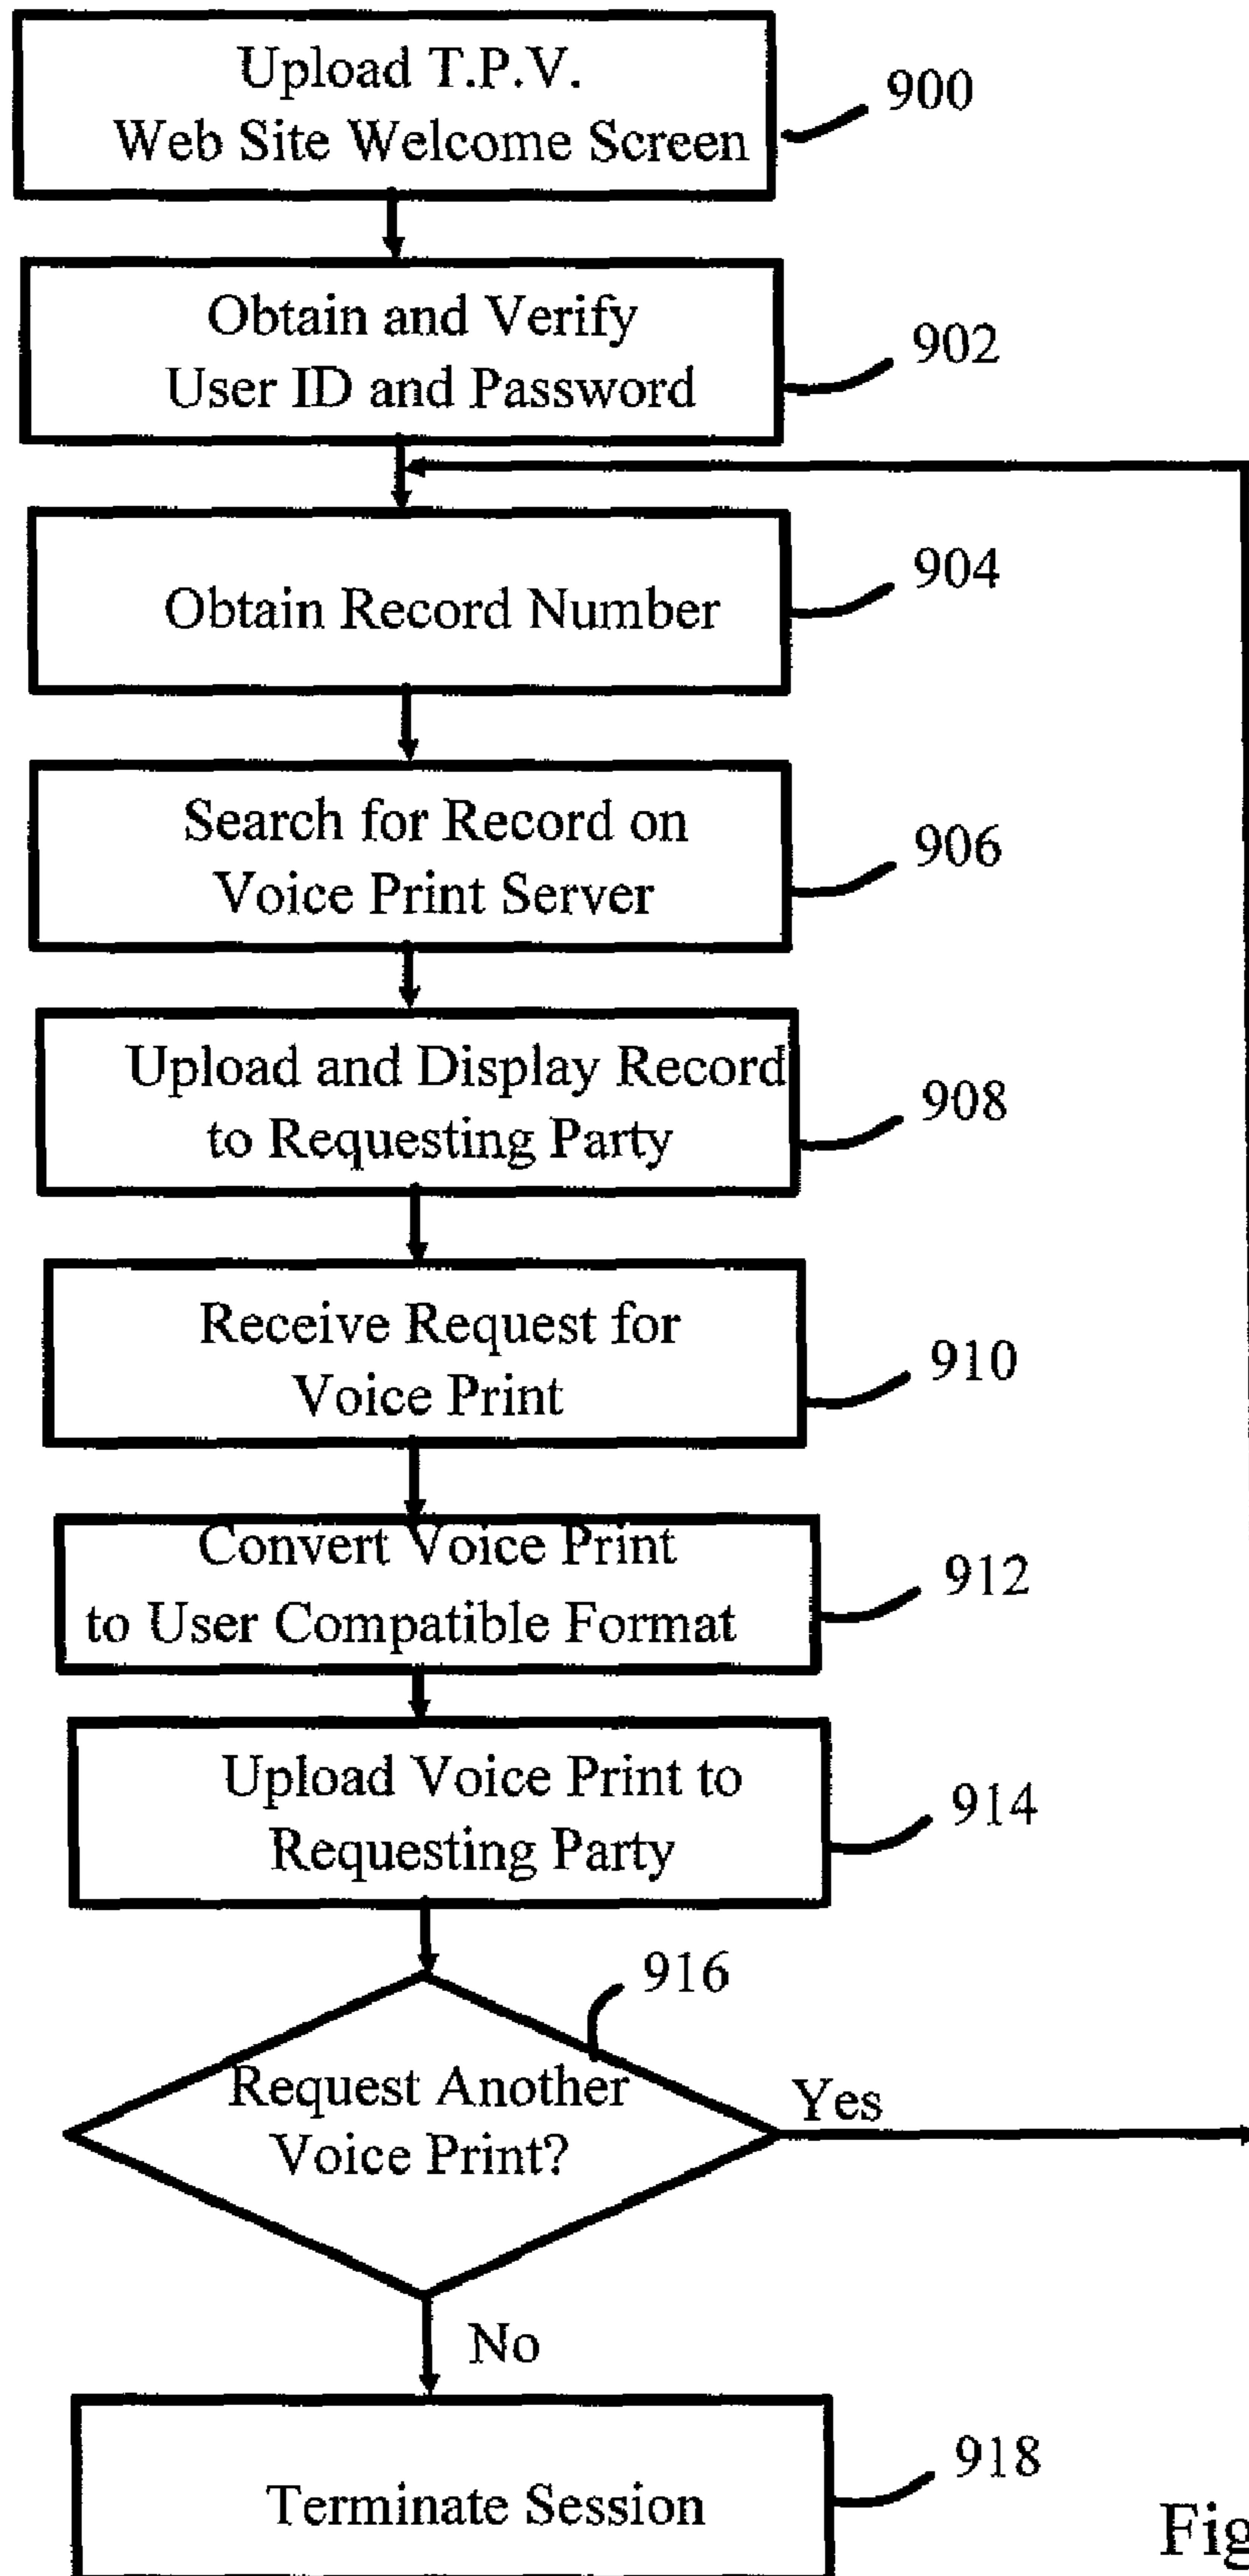 Upload T.P.V.
Web Site Welcome Screen
900
Obtain and Verify
User ID and Password
902
Obtain Record Number
904
Search for Record on
Voice Print Server
906
Upload and Display Record
to Requesting Party
908
Receive Request for
Voice Print
910
Convert Voice Print
to User Compatible Format
912
Upload Voice Print to
Requesting Party
914
916
Request Another
Voice Print?
Yes
No
Terminate Session
918
Fig